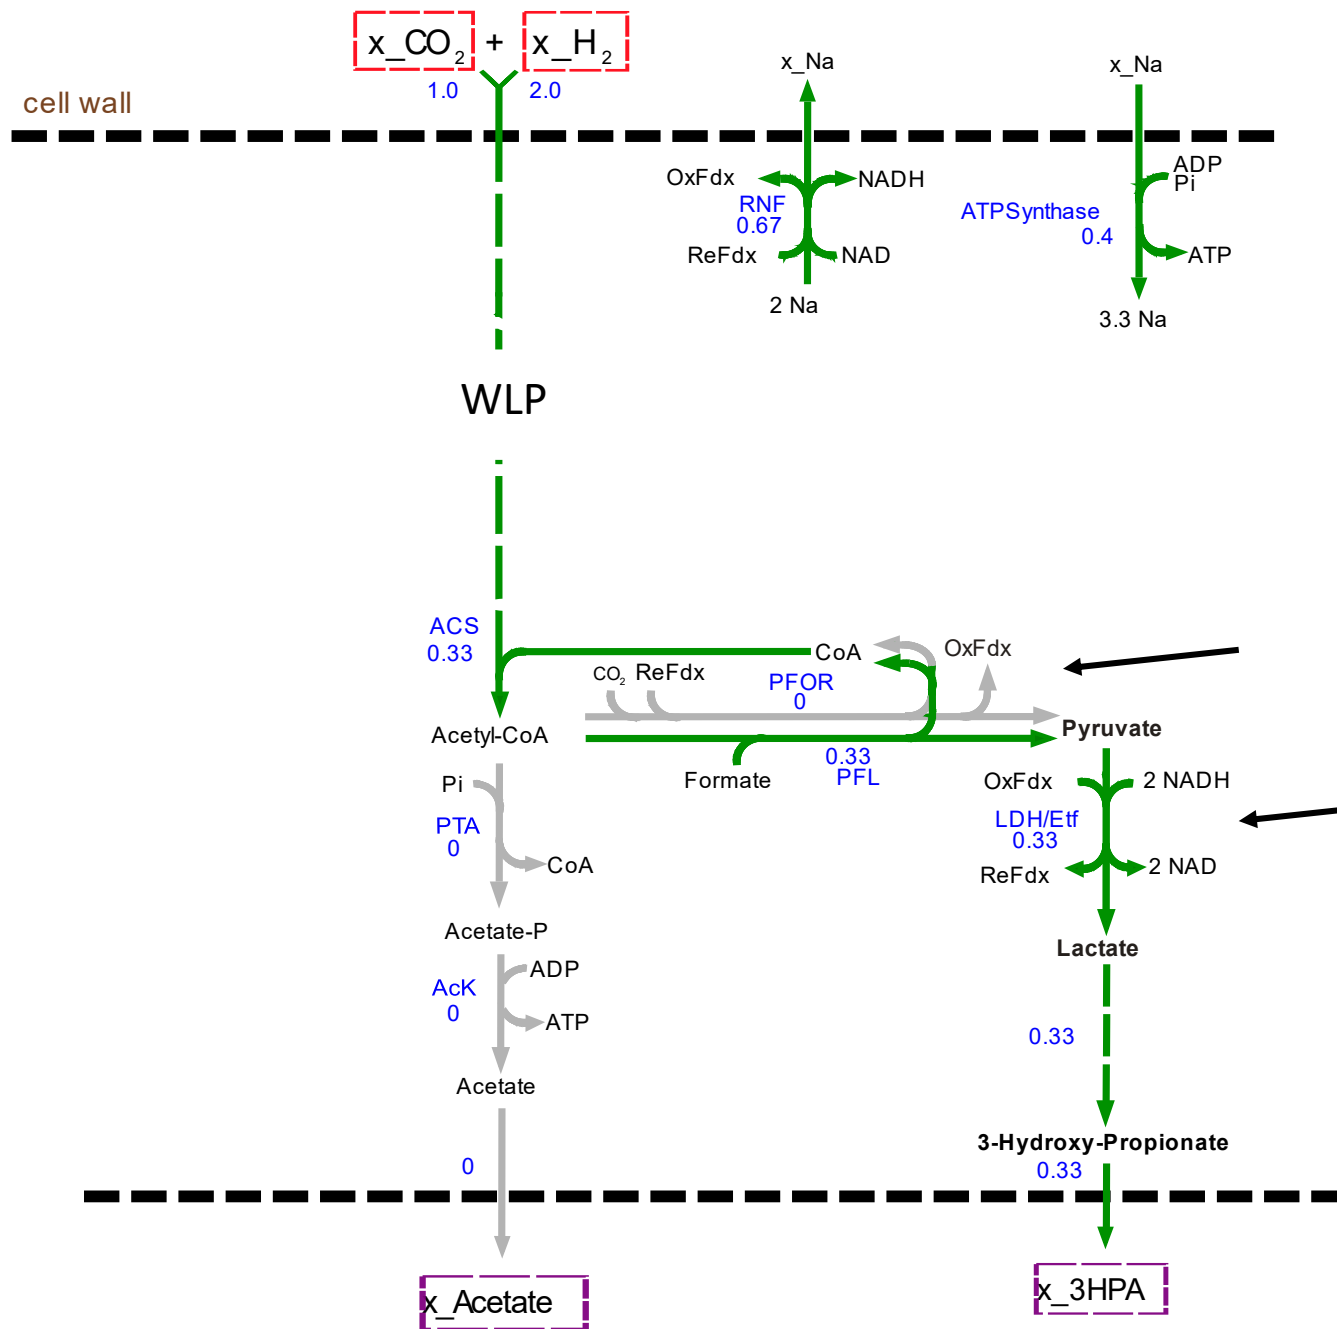 x_CO2 + x_H2
1.0 2.0
cell wall
x_Na
x_Na
OxFdx NADH
RNF
0.67
ReFdx NAD
2 Na
ADP
Pi
ATPSynthase
0.4
ATP
3.3 Na
WLP
ACS
0.33
CoA
OxFdx
CO2 ReFdx
PFOR
0
Acetyl-CoA
Pyruvate
Formate
0.33
PFL
Pi
PTA
0
CoA
OxFdx 2 NADH
LDH/Etf
0.33
ReFdx 2 NAD
Acetate-P
Lactate
ADP
AcK
0
ATP
0.33
Acetate
3-Hydroxy-Propionate
0
0.33
x_Acetate
x_3HPA